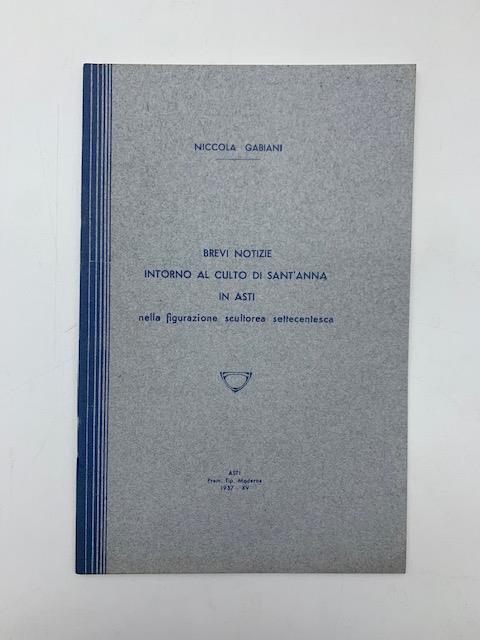 NICCOLA GABIANI
BREVI NOTIZIE
INTORNO AL CULTO DI SANT'ANNA
IN ASTI
nella figurazione scultorea settecentesca
ASTI
Prem. Tip. Moderna
1937 - XV